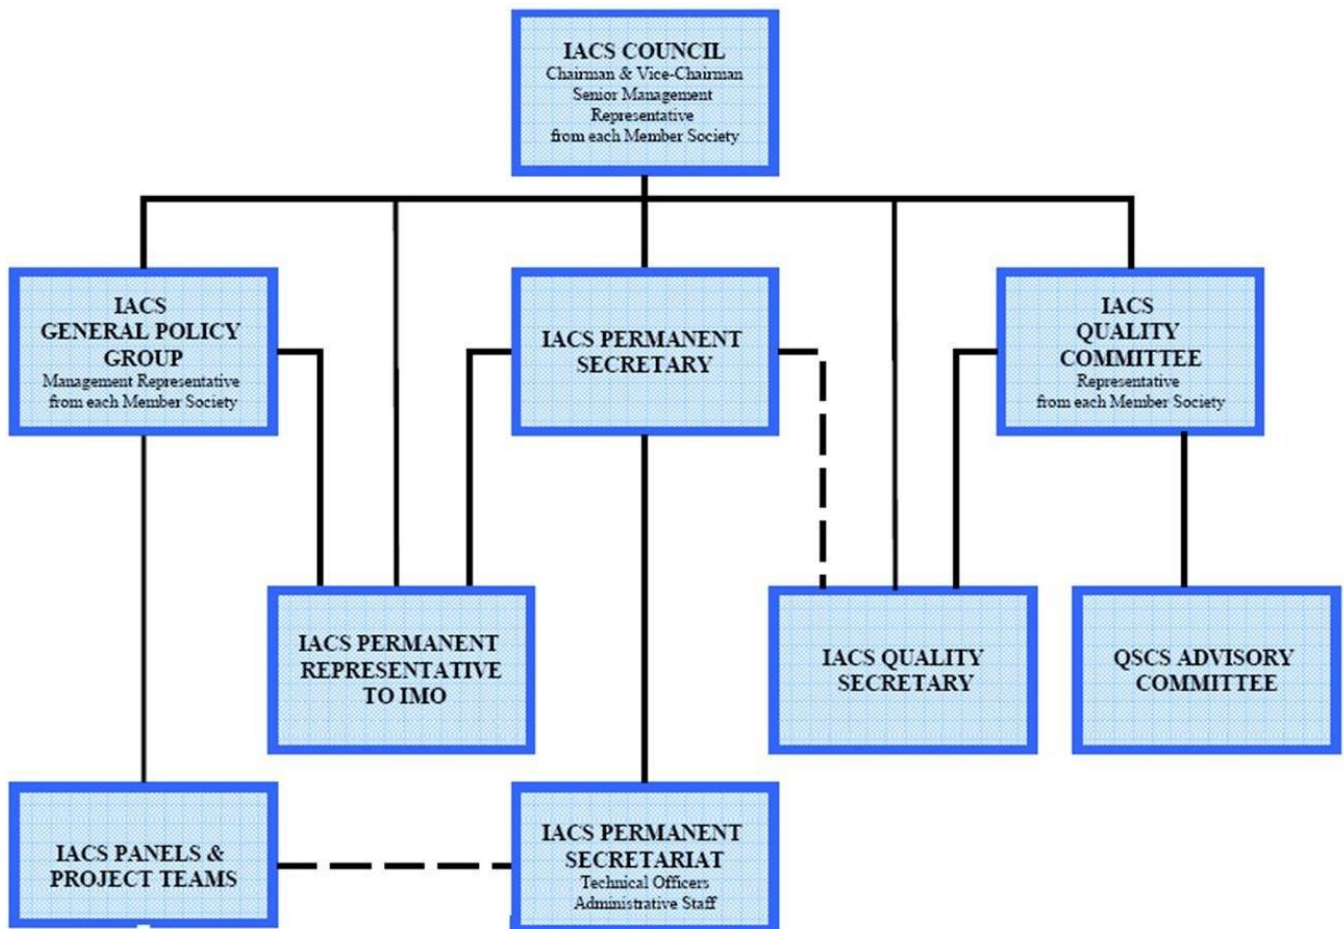 IACS COUNCIL
Chairman & Vice-Chairman
Senior Management
Representative
from each Member Society
IACS
GENERAL POLICY
GROUP
Management Representative
from each Member Society
IACS PERMANENT
SECRETARY
IACS
QUALITY
COMMITTEE
Representative
from each Member Society
IACS PERMANENT
REPRESENTATIVE
TO IMO
IACS QUALITY
SECRETARY
QSCS ADVISORY
COMMITTEE
IACS PANELS &
PROJECT TEAMS
IACS PERMANENT
SECRETARIAT
Technical Officers
Administrative Staff